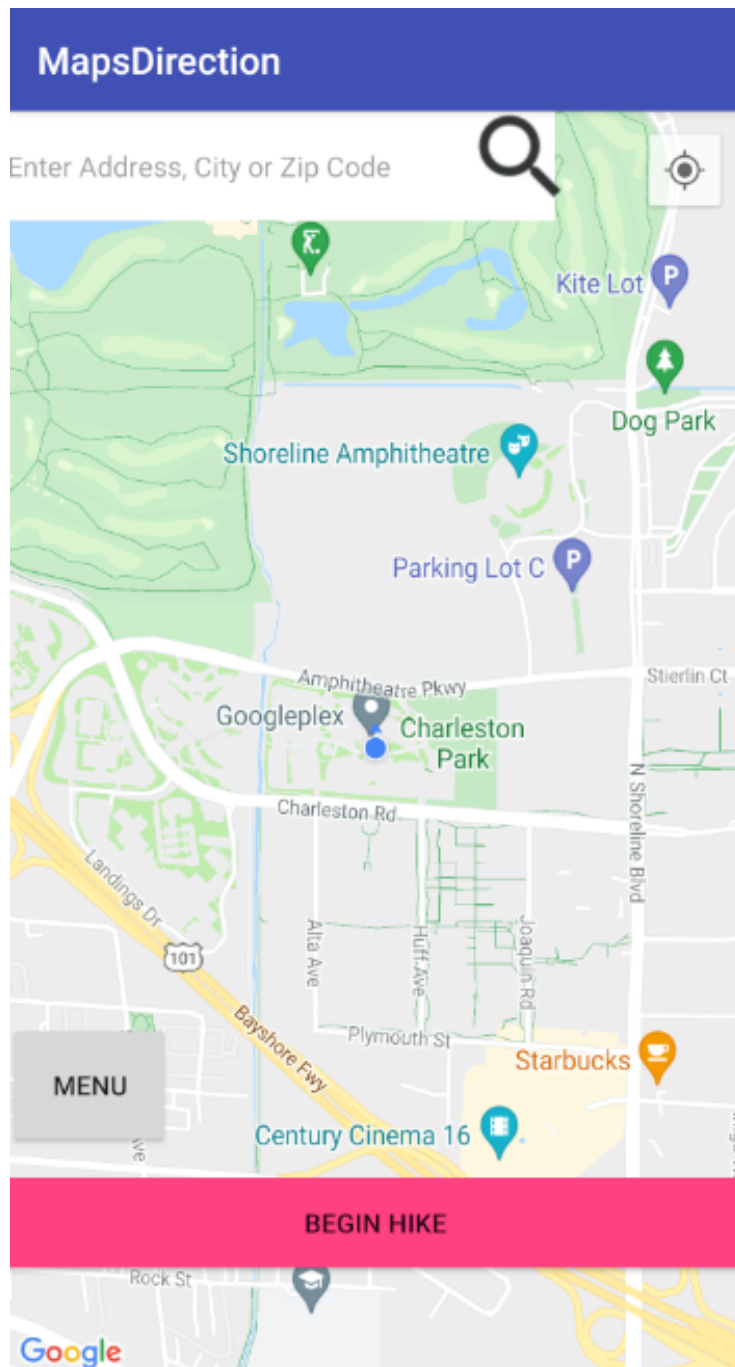 MapsDirection
Enter Address, City or Zip Code
Kite Lot
P
Dog Park
Shoreline Amphitheatre
Parking Lot C
P
Amphitheatre Pkwy
Stierlin Ct
Googleplex
Charleston
Park
Charleston Rd
N Shoreline Blvd
Landings Dr
101
Alta Ave
Huff Ave
Joaquin Rd
Bayshore Fwy
Plymouth St
Starbucks
MENU
Century Cinema 16
BEGIN HIKE
Rock St
Google